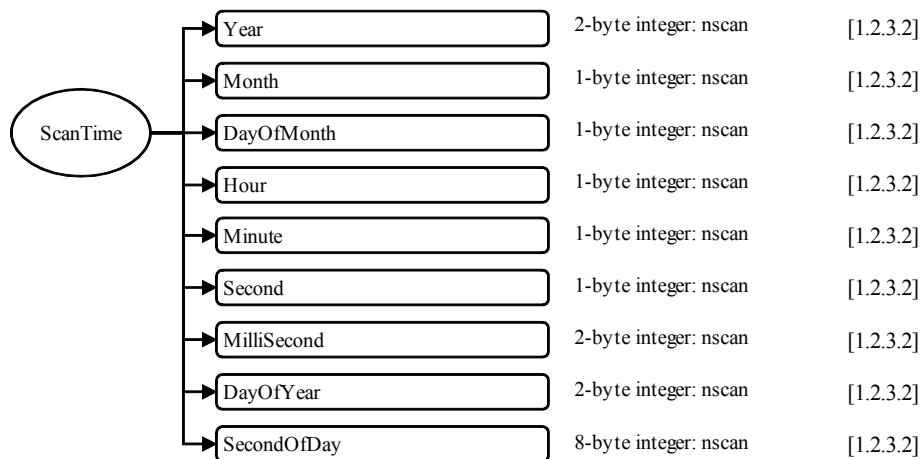 Year 2-byte integer: nscan [1.2.3.2]
Month 1-byte integer: nscan [1.2.3.2]
ScanTime
DayOfMonth 1-byte integer: nscan [1.2.3.2]
Hour 1-byte integer: nscan [1.2.3.2]
Minute 1-byte integer: nscan [1.2.3.2]
Second 1-byte integer: nscan [1.2.3.2]
MilliSecond 2-byte integer: nscan [1.2.3.2]
DayOfYear 2-byte integer: nscan [1.2.3.2]
SecondOfDay 8-byte integer: nscan [1.2.3.2]